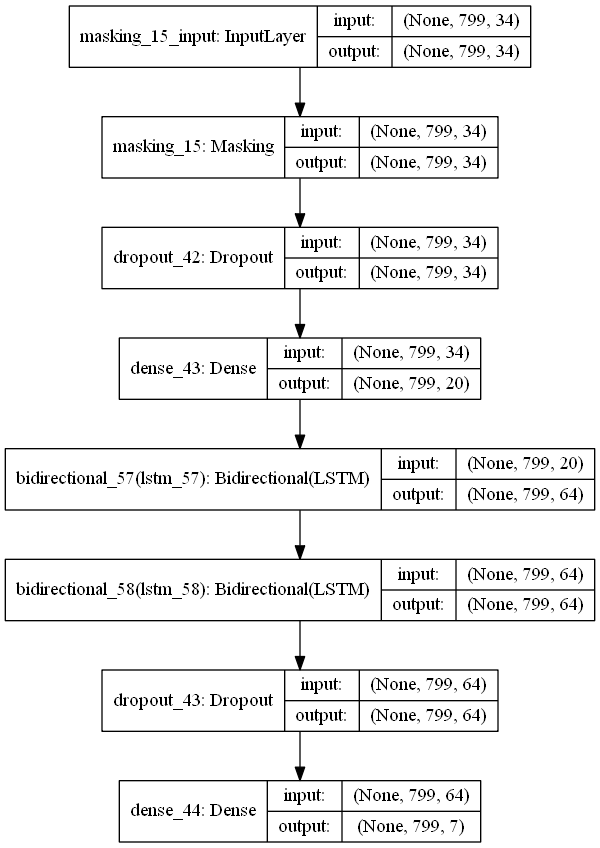 masking_15_input: InputLayer
input: (None, 799, 34)
output: (None, 799, 34)
masking_15: Masking
input: (None, 799, 34)
output: (None, 799, 34)
dropout_42: Dropout
input: (None, 799, 34)
output: (None, 799, 34)
dense_43: Dense
input: (None, 799, 34)
output: (None, 799, 20)
bidirectional_57(lstm_57): Bidirectional(LSTM)
input: (None, 799, 20)
output: (None, 799, 64)
bidirectional_58(lstm_58): Bidirectional(LSTM)
input: (None, 799, 64)
output: (None, 799, 64)
dropout_43: Dropout
input: (None, 799, 64)
output: (None, 799, 64)
dense_44: Dense
input: (None, 799, 64)
output: (None, 799, 7)